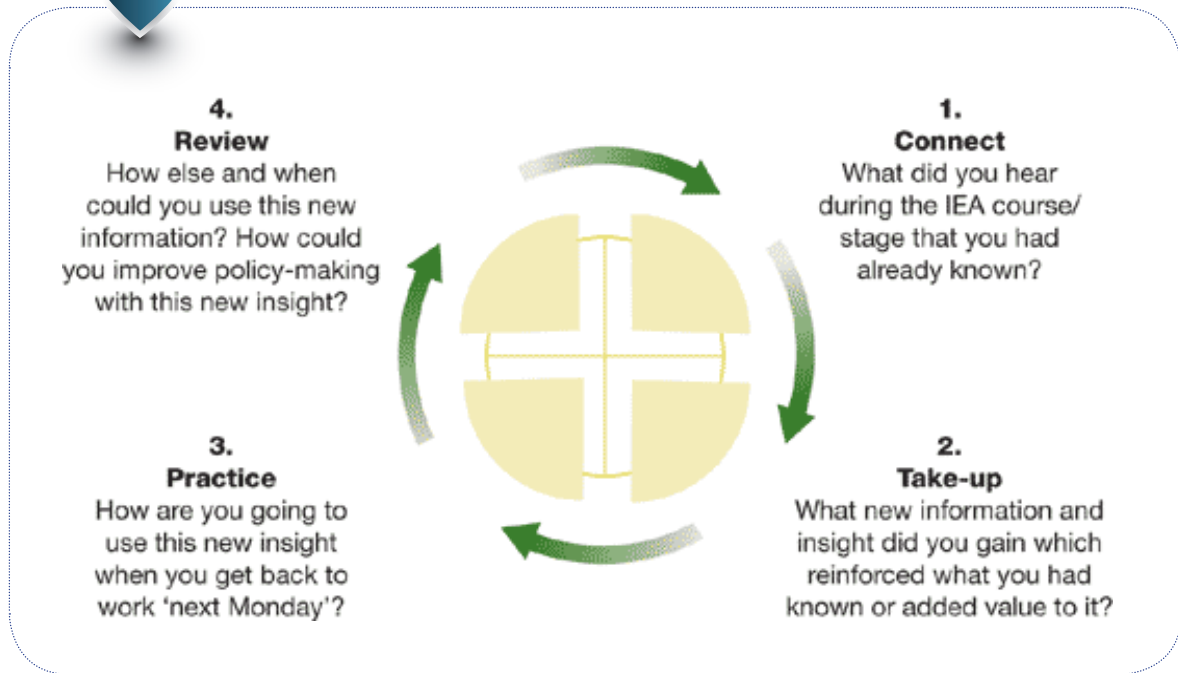 4.
Review
How else and when
could you use this new
information? How could
you improve policy-making
with this new insight?
1.
Connect
What did you hear
during the IEA course/
stage that you had
already known?
3.
Practice
How are you going to
use this new insight
when you get back to
work ‘next Monday’?
2.
Take-up
What new information and
insight did you gain which
reinforced what you had
known or added value to it?